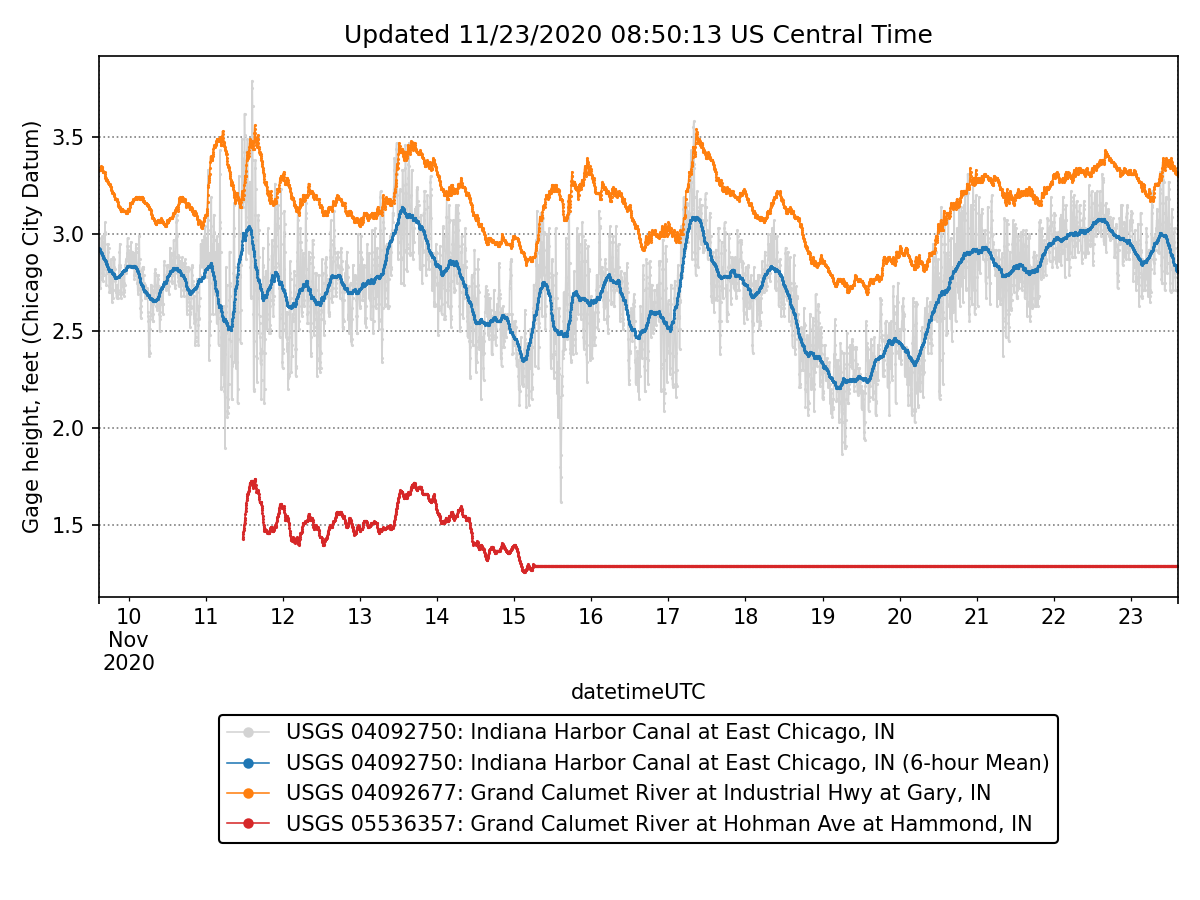 Updated 11/23/2020 08:50:13 US Central Time
Gage height, feet (Chicago City Datum)
3.5
3.0
2.5
2.0
1.5
10 11 12 13 14 15 16 17 18 19 20 21 22 23
Nov
2020
datetimeUTC
USGS 04092750: Indiana Harbor Canal at East Chicago, IN
USGS 04092750: Indiana Harbor Canal at East Chicago, IN (6-hour Mean)
USGS 04092677: Grand Calumet River at Industrial Hwy at Gary, IN
USGS 05536357: Grand Calumet River at Hohman Ave at Hammond, IN